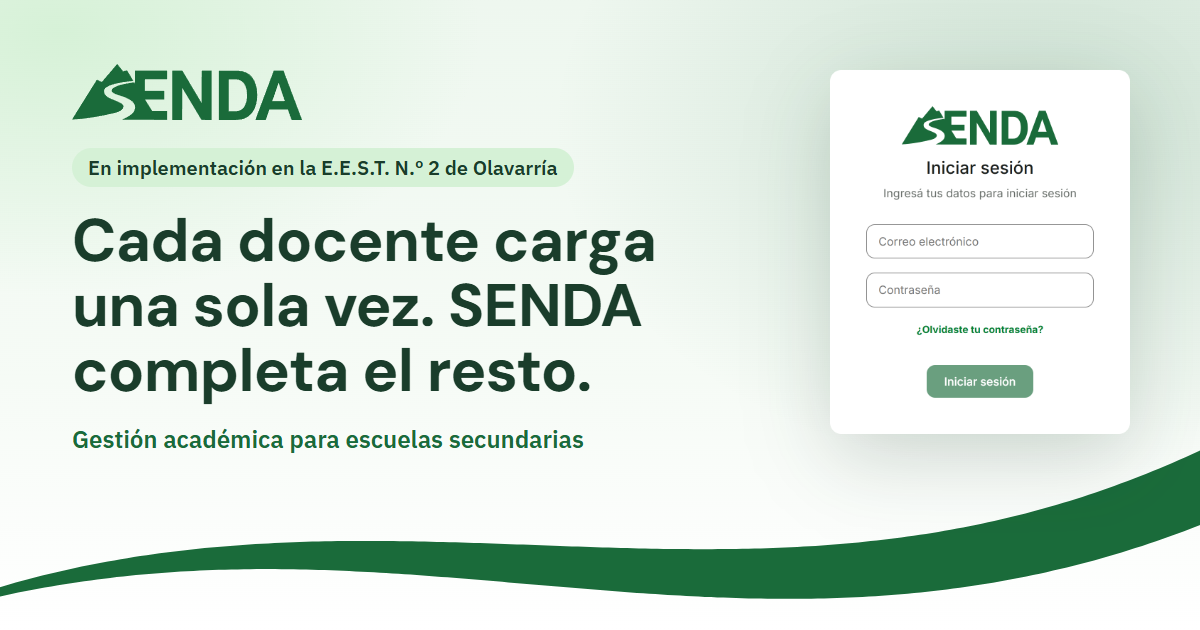 SENDA
En implementación en la E.E.S.T. N.º 2 de Olavarría
Cada docente carga
una sola vez. SENDA
completa el resto.
Gestión académica para escuelas secundarias
SENDA
Iniciar sesión
Ingresá tus datos para iniciar sesión
Correo electrónico
Contraseña
¿Olvidaste tu contraseña?
Iniciar sesión